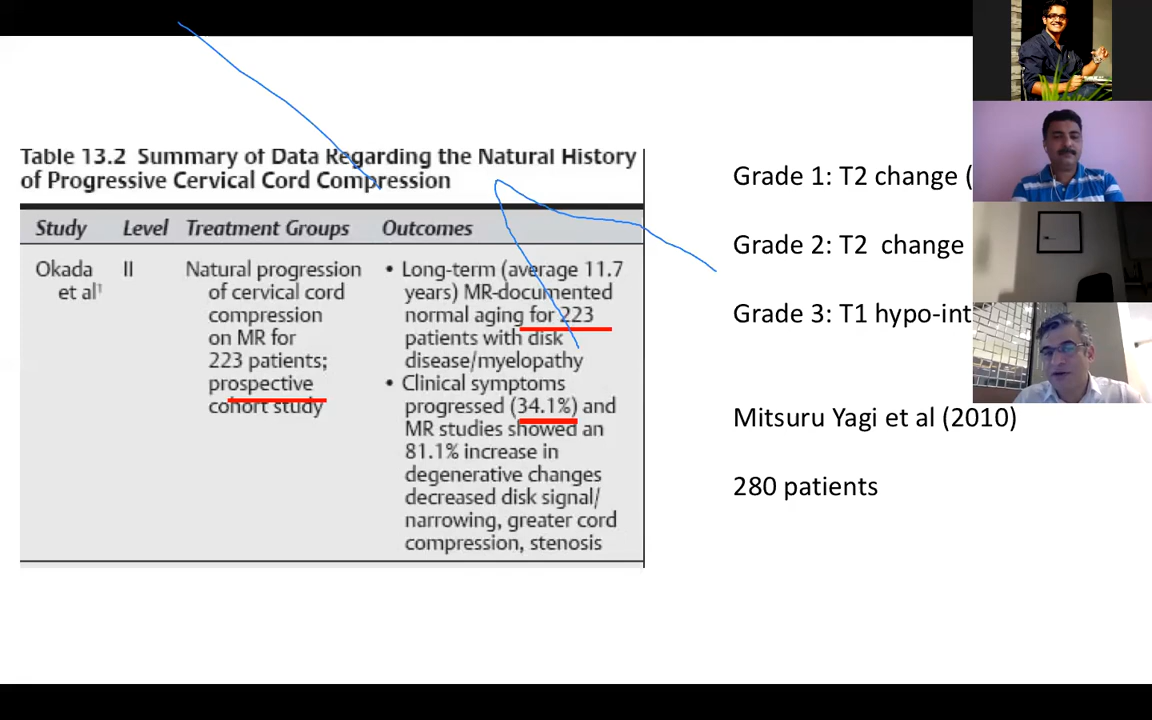 Table 13.2 Summary of Data Regarding the Natural History
of Progressive Cervical Cord Compression
Study Level Treatment Groups Outcomes
Okada
et al¹
II
Natural progression
of cervical cord
compression
on MR for
223 patients;
prospective
cohort study
• Long-term (average 11.7
years) MR-documented
normal aging for 223
patients with disk
disease/myelopathy
• Clinical symptoms
progressed (34.1%) and
MR studies showed an
81.1% increase in
degenerative changes
decreased disk signal/
narrowing, greater cord
compression, stenosis
Grade 1: T2 change (
Grade 2: T2 change
Grade 3: T1 hypo-int
Mitsuru Yagi et al (2010)
280 patients